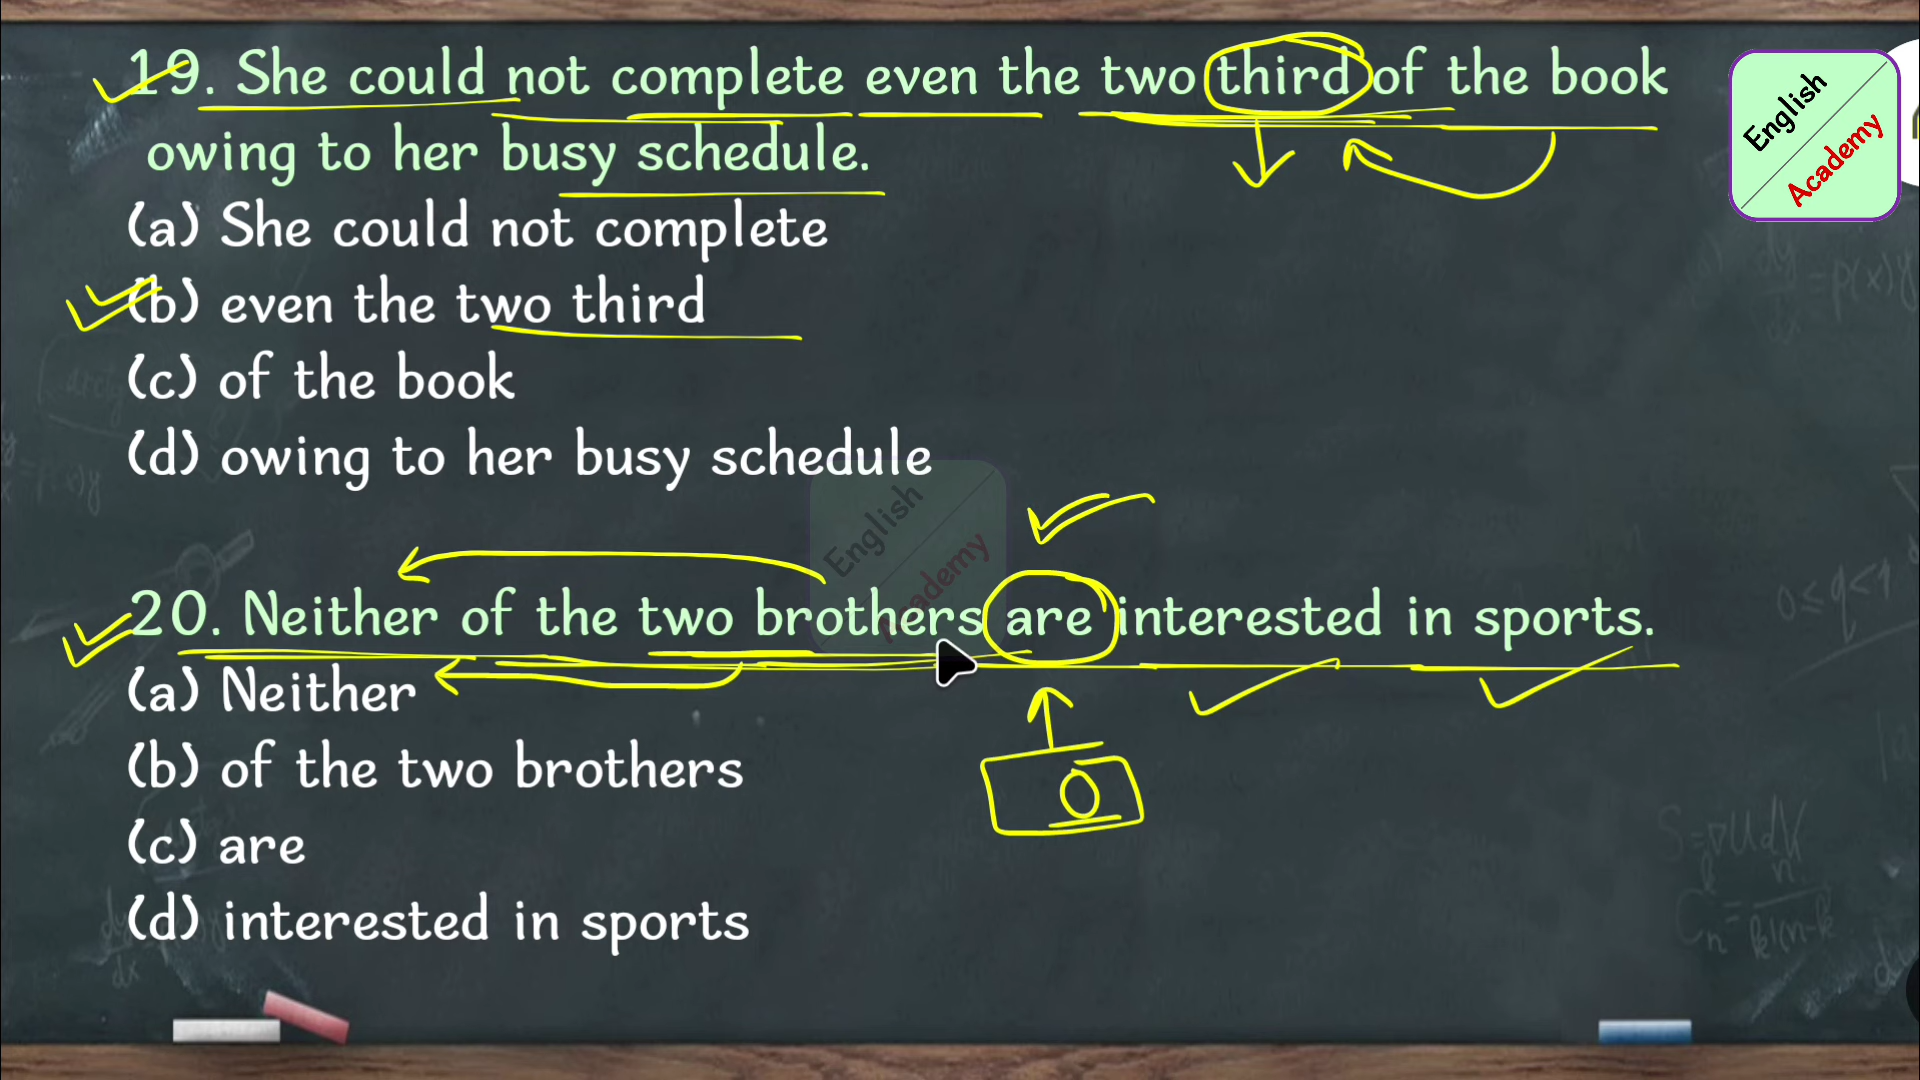 19. She could not complete even the two third of the book
owing to her busy schedule.
(a) She could not complete
(b) even the two third
(c) of the book
(d) owing to her busy schedule
20. Neither of the two brothers are interested in sports.
(a) Neither
(b) of the two brothers
(c) are
(d) interested in sports
English
Academy
English
Academy